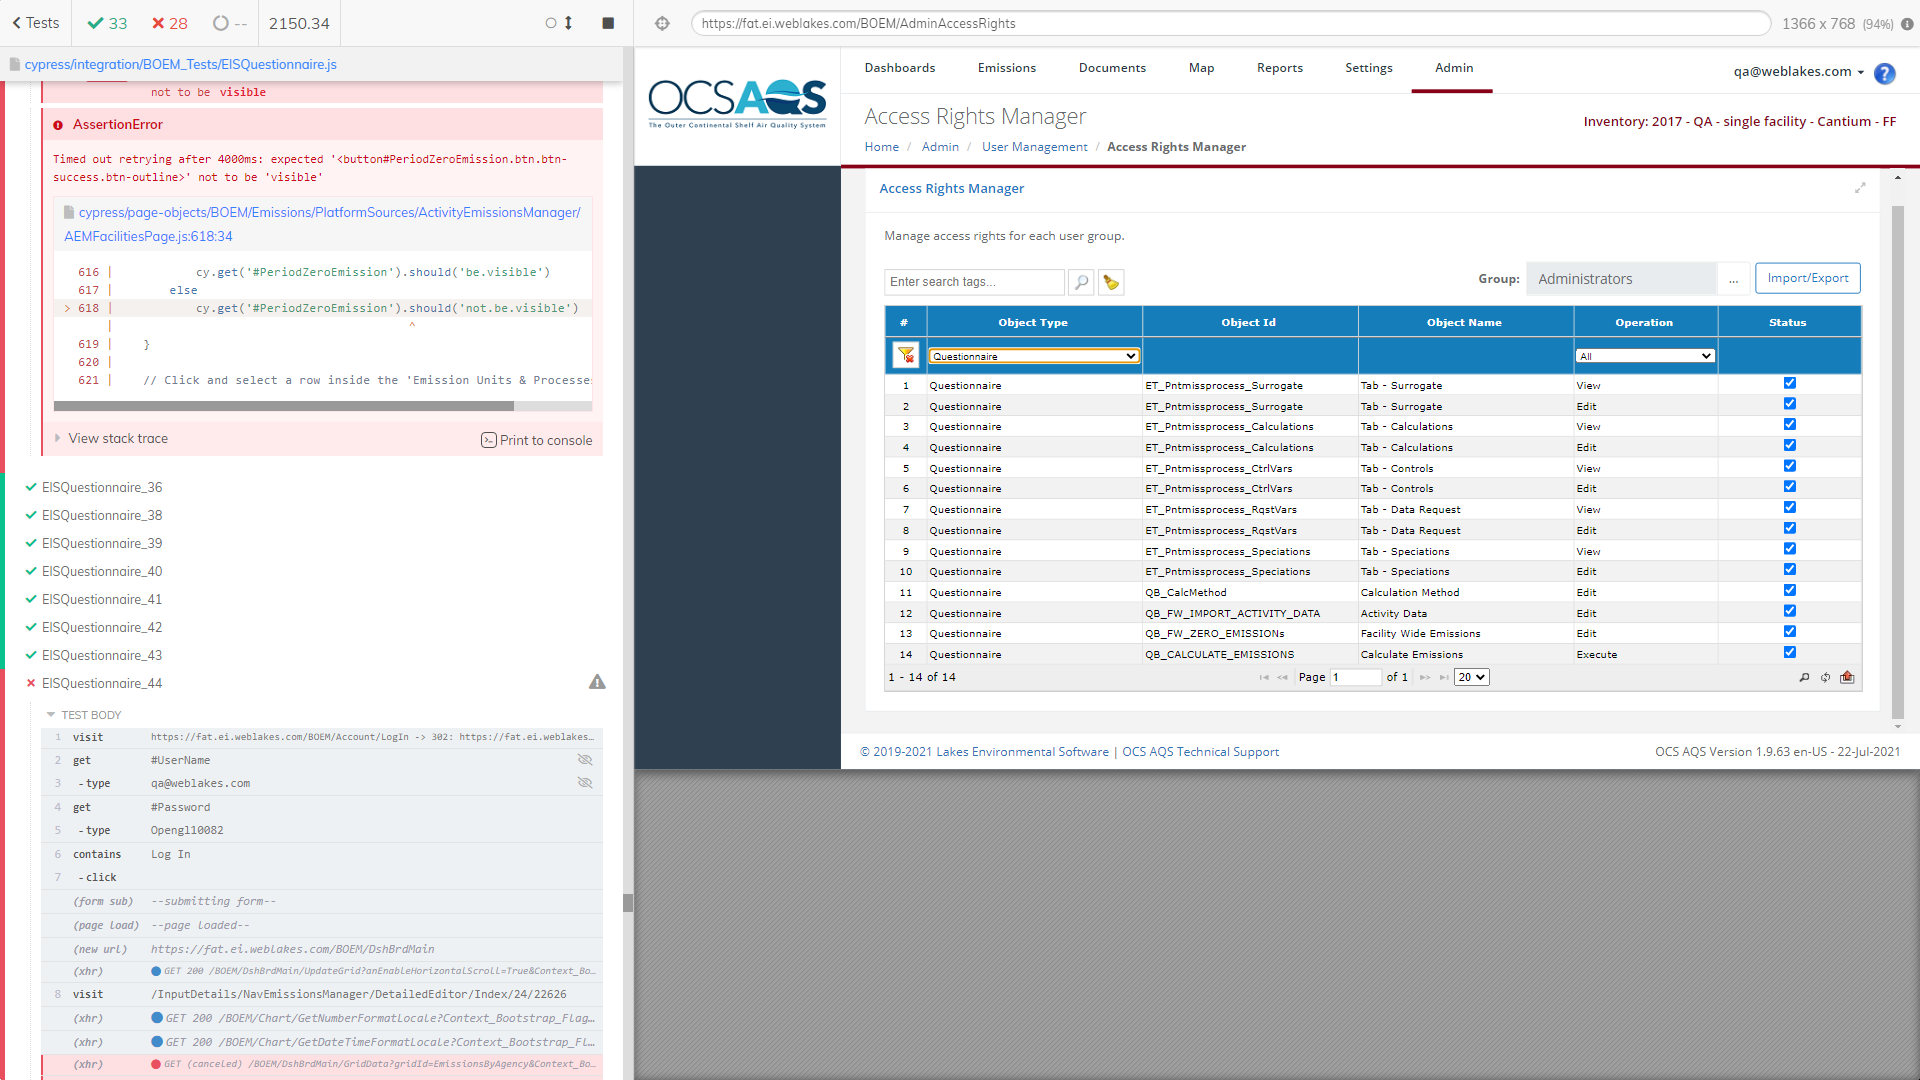 Tests
33
28
--
2150.34
cypress/integration/BOEM_Tests/EISQuestionnaire.js
not to be visible
AssertionError
Timed out retrying after 4000ms: expected '<button#PeriodZeroEmission.btn.btn-
success.btn-outline>' not to be 'visible'
cypress/page-objects/BOEM/Emissions/PlatformSources/ActivityEmissionsManager/
AEMFacilitiesPage.js:618:34
616 | cy.get('#PeriodZeroEmission').should('be.visible')
617 | else
> 618 | cy.get('#PeriodZeroEmission').should('not.be.visible')
| ^
619 | }
620 |
621 | // Click and select a row inside the 'Emission Units & Processe
View stack trace
Print to console
EISQuestionnaire_36
EISQuestionnaire_38
EISQuestionnaire_39
EISQuestionnaire_40
EISQuestionnaire_41
EISQuestionnaire_42
EISQuestionnaire_43
EISQuestionnaire_44
TEST BODY
1 visit https://fat.ei.weblakes.com/BOEM/Account/LogIn -> 302: https://fat.ei.weblakes...
2 get #UserName
3 -type qa@weblakes.com
4 get #Password
5 -type Opengl10082
6 contains Log In
7 -click
(form sub) --submitting form--
(page load) --page loaded--
(new url) https://fat.ei.weblakes.com/BOEM/DshBrdMain
(xhr) GET 200 /BOEM/DshBrdMain/UpdateGrid?anEnableHorizontalScroll=True&Context_Bo...
8 visit /InputDetails/NavEmissionsManager/DetailedEditor/Index/24/22626
(xhr) GET 200 /BOEM/Chart/GetNumberFormatLocale?Context_Bootstrap_Flag...
(xhr) GET 200 /BOEM/Chart/GetDateTimeFormatLocale?Context_Bootstrap_Fl...
(xhr) GET (canceled) /BOEM/DshBrdMain/GridData?gridId=EmissionsByAgency&Context_Bo...
https://fat.ei.weblakes.com/BOEM/AdminAccessRights
1366 x 768 (94%)
OCSAQS
The Outer Continental Shelf Air Quality System
Dashboards Emissions Documents Map Reports Settings Admin
qa@weblakes.com
?
Access Rights Manager
Inventory: 2017 - QA - single facility - Cantium - FF
Home / Admin / User Management / Access Rights Manager
Access Rights Manager
Manage access rights for each user group.
Enter search tags...
Group: Administrators ... Import/Export
# Object Type Object Id Object Name Operation Status
Questionnaire All
1 Questionnaire ET_Pntmissprocess_Surrogate Tab - Surrogate View
2 Questionnaire ET_Pntmissprocess_Surrogate Tab - Surrogate Edit
3 Questionnaire ET_Pntmissprocess_Calculations Tab - Calculations View
4 Questionnaire ET_Pntmissprocess_Calculations Tab - Calculations Edit
5 Questionnaire ET_Pntmissprocess_CtrlVars Tab - Controls View
6 Questionnaire ET_Pntmissprocess_CtrlVars Tab - Controls Edit
7 Questionnaire ET_Pntmissprocess_RqstVars Tab - Data Request View
8 Questionnaire ET_Pntmissprocess_RqstVars Tab - Data Request Edit
9 Questionnaire ET_Pntmissprocess_Speciations Tab - Speciations View
10 Questionnaire ET_Pntmissprocess_Speciations Tab - Speciations Edit
11 Questionnaire QB_CalcMethod Calculation Method Edit
12 Questionnaire QB_FW_IMPORT_ACTIVITY_DATA Activity Data Edit
13 Questionnaire QB_FW_ZERO_EMISSIONs Facility Wide Emissions Edit
14 Questionnaire QB_CALCULATE_EMISSIONS Calculate Emissions Execute
1 - 14 of 14
Page 1 of 1
20
© 2019-2021 Lakes Environmental Software | OCS AQS Technical Support
OCS AQS Version 1.9.63 en-US - 22-Jul-2021